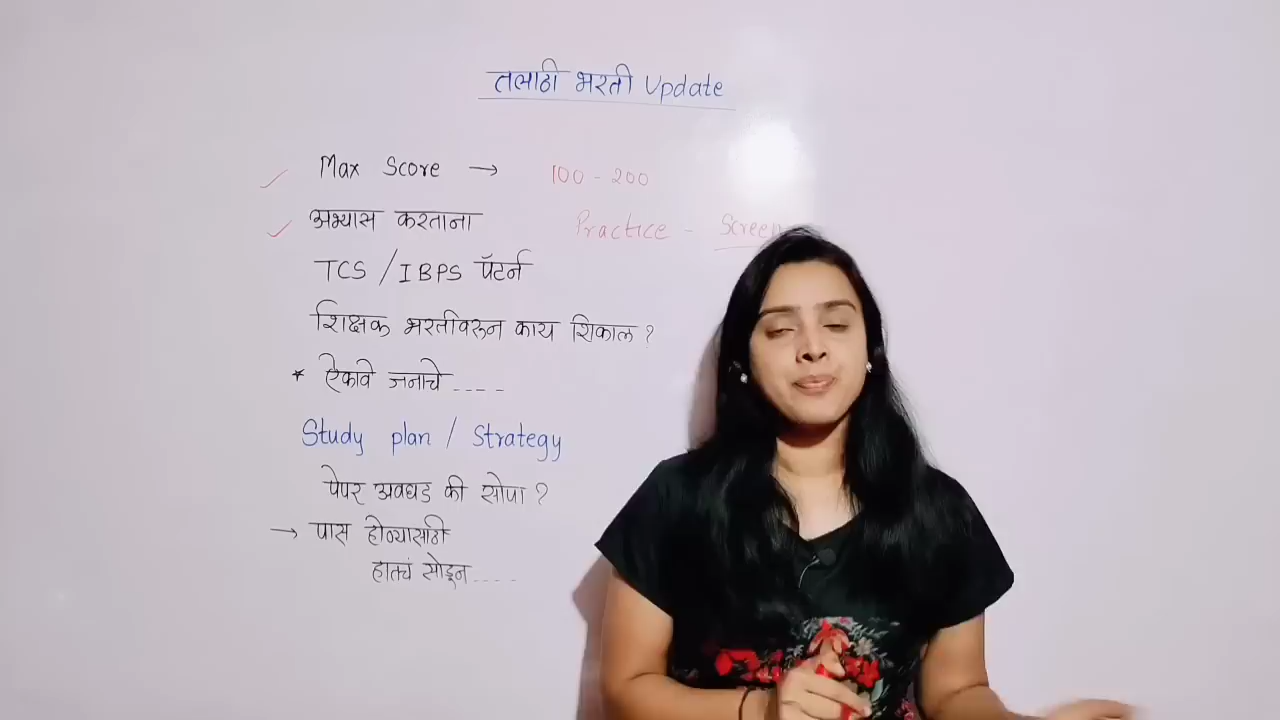 तलाठी भरती Update
Max Score → 100 - 200
अभ्यास करताना Practice - Screen
TCS / IBPS पॅटर्न
शिक्षक भरतीवरून काय शिकाल ?
* ऐकावे जनाचे ----
Study plan / Strategy
पेपर अवघड की सोपा ?
→ पास होण्यासाठी
हातचं सोडून ----